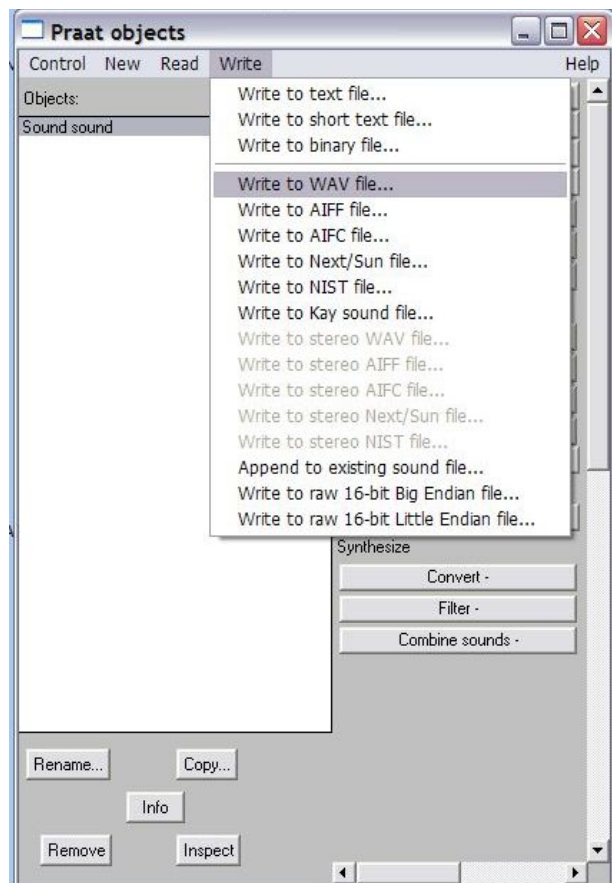 Praat objects
Control New Read Write Help
Objects:
Sound sound
Write to text file...
Write to short text file...
Write to binary file...
Write to WAV file...
Write to AIFF file...
Write to AIFC file...
Write to Next/Sun file...
Write to NIST file...
Write to Kay sound file...
Write to stereo WAV file...
Write to stereo AIFF file...
Write to stereo AIFC file...
Write to stereo Next/Sun file...
Write to stereo NIST file...
Append to existing sound file...
Write to raw 16-bit Big Endian file...
Write to raw 16-bit Little Endian file...
Synthesize
Convert -
Filter -
Combine sounds -
Rename... Copy...
Info
Remove Inspect